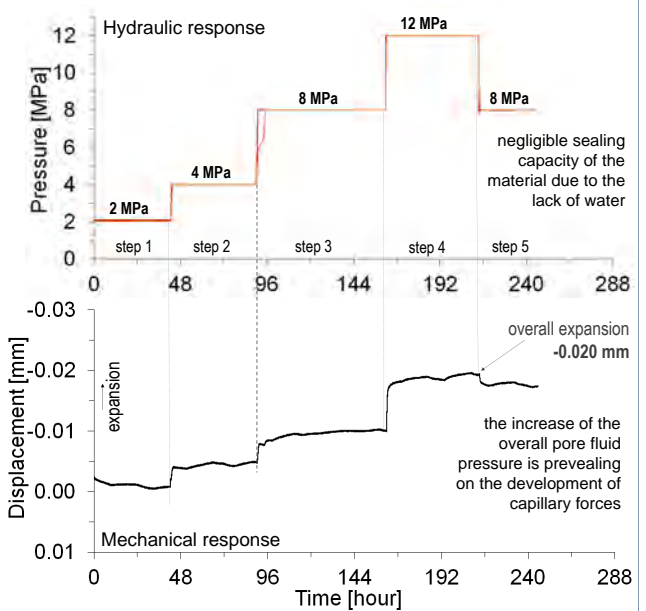 Hydraulic response
12 MPa
8 MPa
8 MPa
4 MPa
2 MPa
negligible sealing
capacity of the
material due to the
lack of water
step 1
step 2
step 3
step 4
step 5
Pressure [MPa]
12
10
8
6
4
2
0
0
48
96
144
192
240
288
-0.03
-0.02
-0.01
0.00
0.01
Displacement [mm]
expansion
overall expansion
-0.020 mm
the increase of the
overall pore fluid
pressure is prevealing
on the development of
capillary forces
Mechanical response
0
48
96
144
192
240
288
Time [hour]